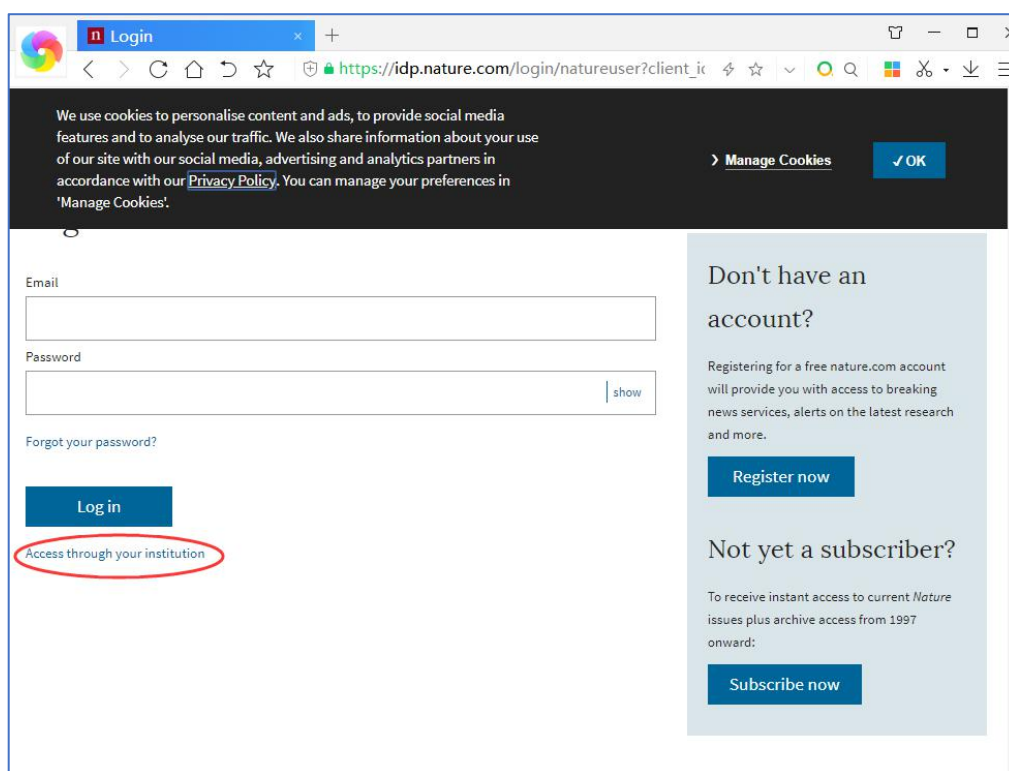 n Login
https://idp.nature.com/login/natureuser?client_ic
We use cookies to personalise content and ads, to provide social media
features and to analyse our traffic. We also share information about your use
of our site with our social media, advertising and analytics partners in
accordance with our Privacy Policy. You can manage your preferences in
'Manage Cookies'.
Manage Cookies
✓OK
Email
Password
show
Forgot your password?
Log in
Access through your institution
Don't have an
account?
Registering for a free nature.com account
will provide you with access to breaking
news services, alerts on the latest research
and more.
Register now
Not yet a subscriber?
To receive instant access to current Nature
issues plus archive access from 1997
onward:
Subscribe now